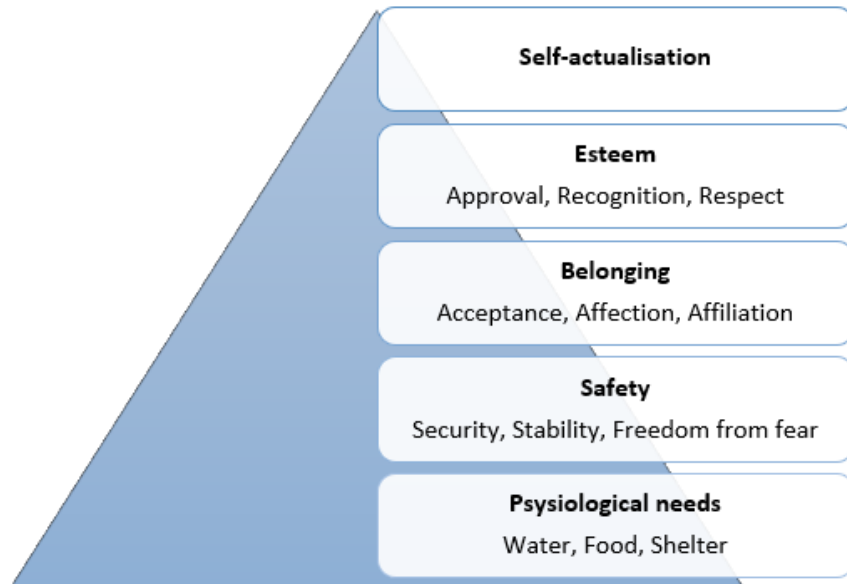 Self-actualisation
Esteem
Approval, Recognition, Respect
Belonging
Acceptance, Affection, Affiliation
Safety
Security, Stability, Freedom from fear
Psysiological needs
Water, Food, Shelter